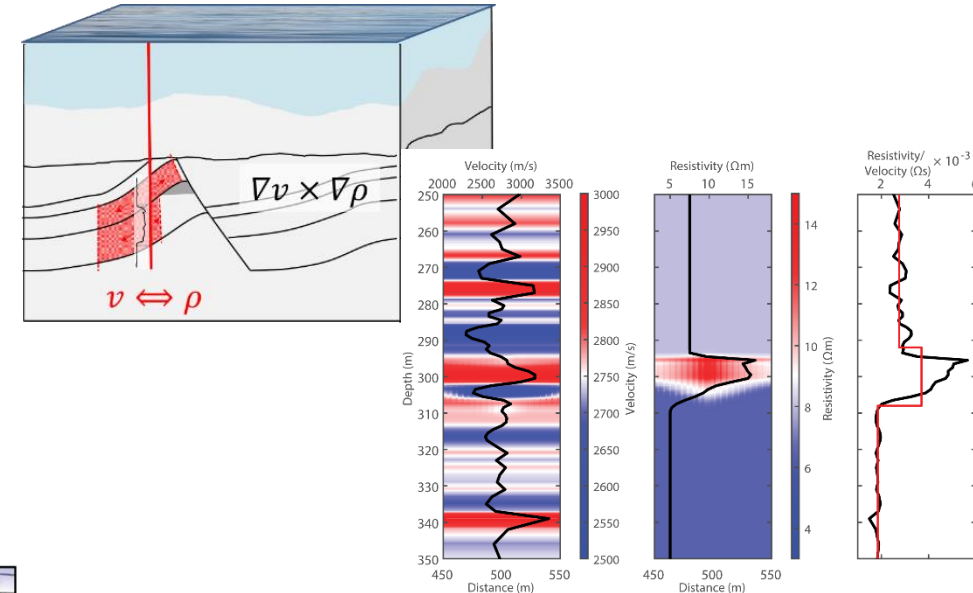 ∇v × ∇ρ
v ⇔ ρ
Velocity (m/s)
2000 2500 3000 3500
Depth (m)
250
260
270
280
290
300
310
320
330
340
350
450 500 550
Distance (m)
3000
2950
2900
2850
2800
2750
2700
2650
2600
2550
2500
Velocity (m/s)
Resistivity (Ωm)
5 10 15
450 500 550
Distance (m)
14
12
10
8
6
4
Resistivity (Ωm)
Resistivity/
Velocity (Ωs) × 10⁻³
2 4 6